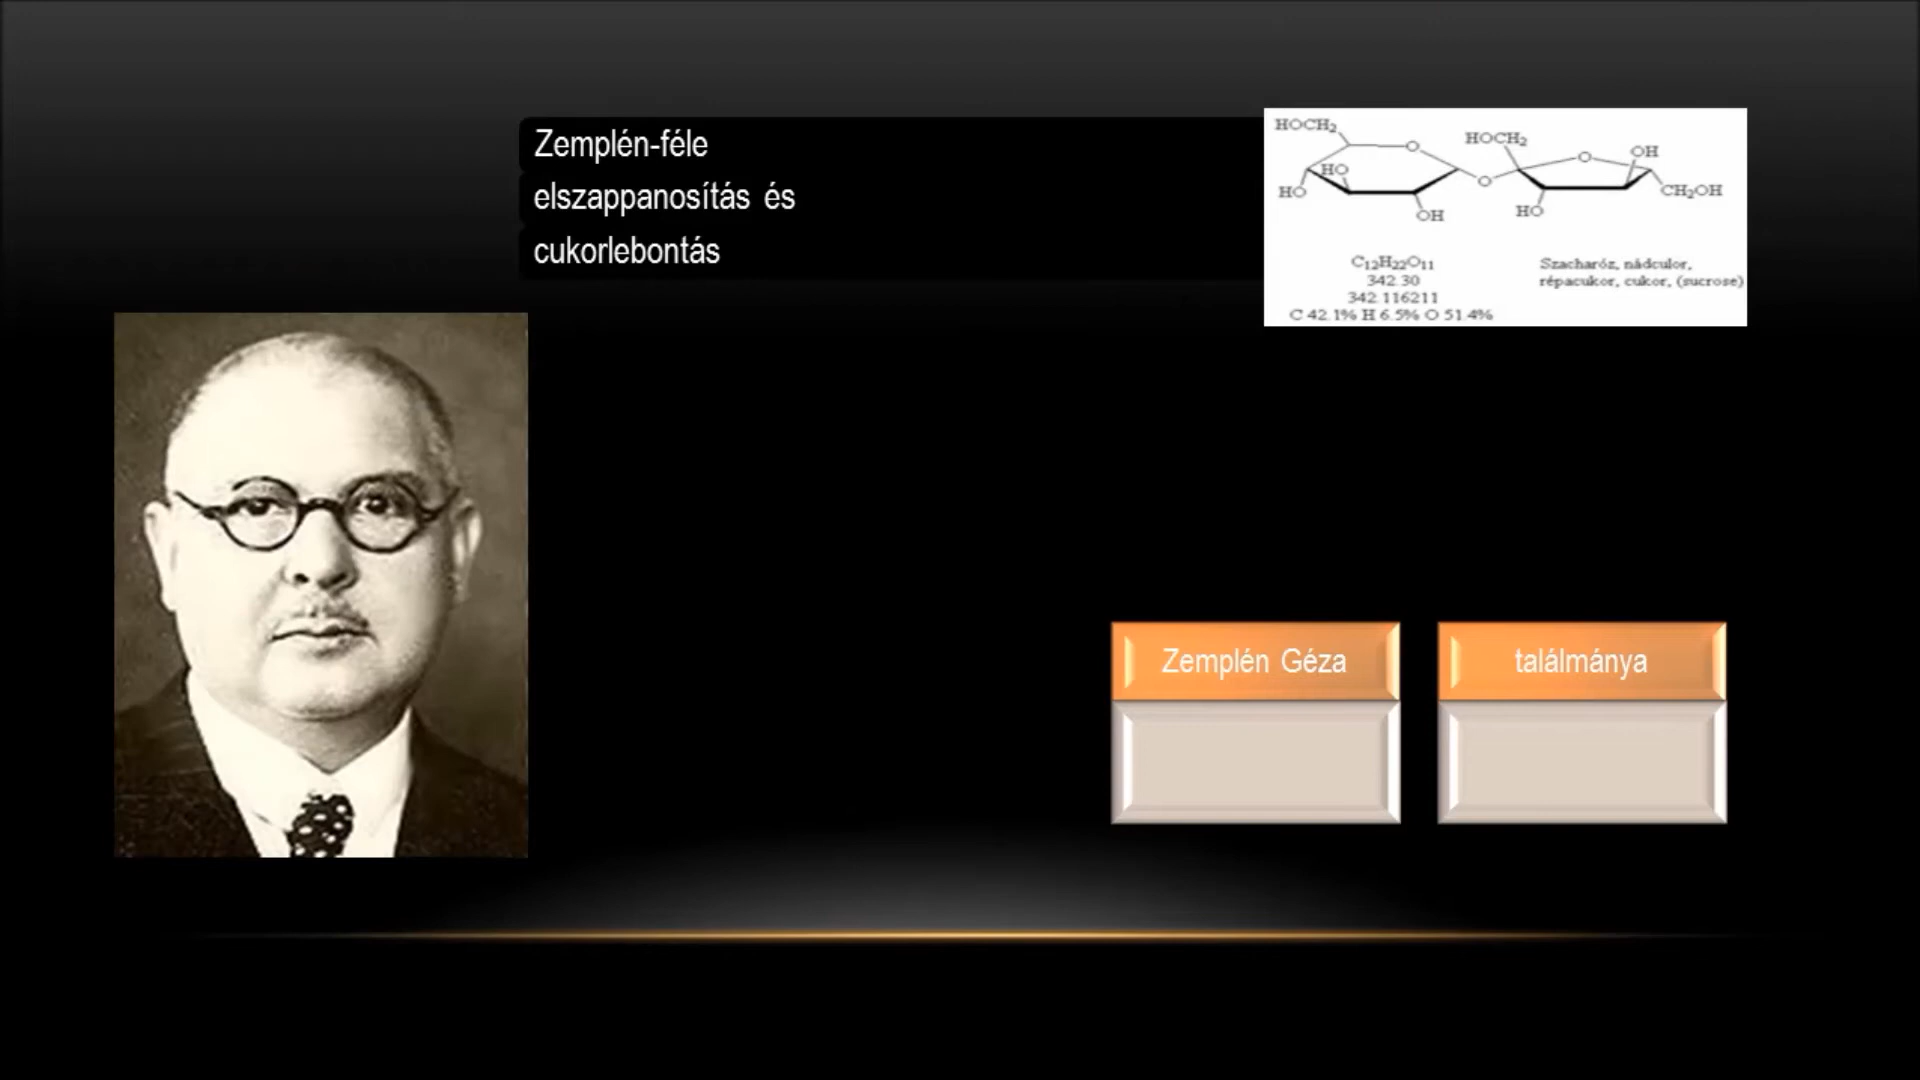 Zemplén-féle
elszappanosítás és
cukorlebontás
HOCH₂
HO
HO
OH
O
O
HOCH₂
O
OH
CH₂OH
HO
C₁₂H₂₂O₁₁
342.30
342.116211
C 42.1% H 6.5% O 51.4%
Szacharóz, nádculor,
répacukor, cukor, (sucrose)
Zemplén Géza
találmánya